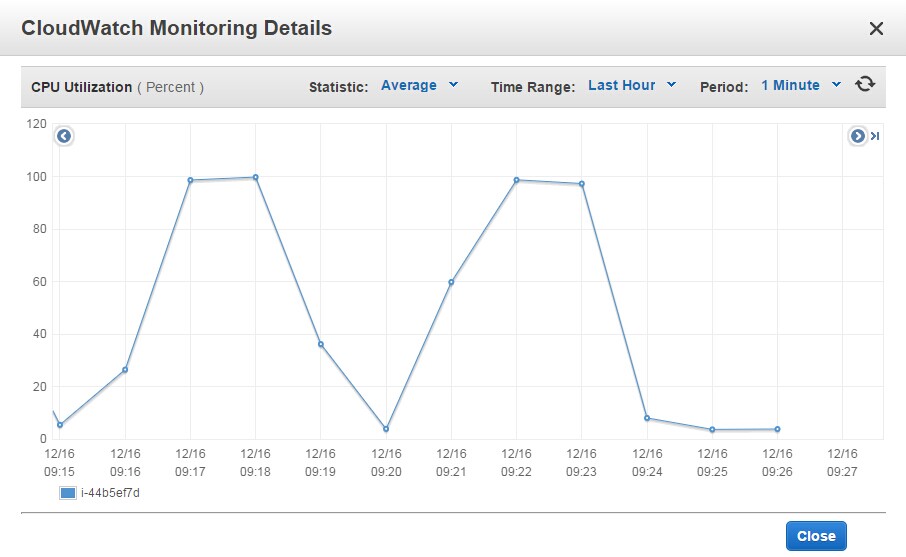 CloudWatch Monitoring Details
CPU Utilization ( Percent ) Statistic: Average Time Range: Last Hour Period: 1 Minute
120
100
80
60
40
20
0
12/16 12/16 12/16 12/16 12/16 12/16 12/16 12/16 12/16 12/16 12/16 12/16 12/16
09:15 09:16 09:17 09:18 09:19 09:20 09:21 09:22 09:23 09:24 09:25 09:26 09:27
i-44b5ef7d
Close